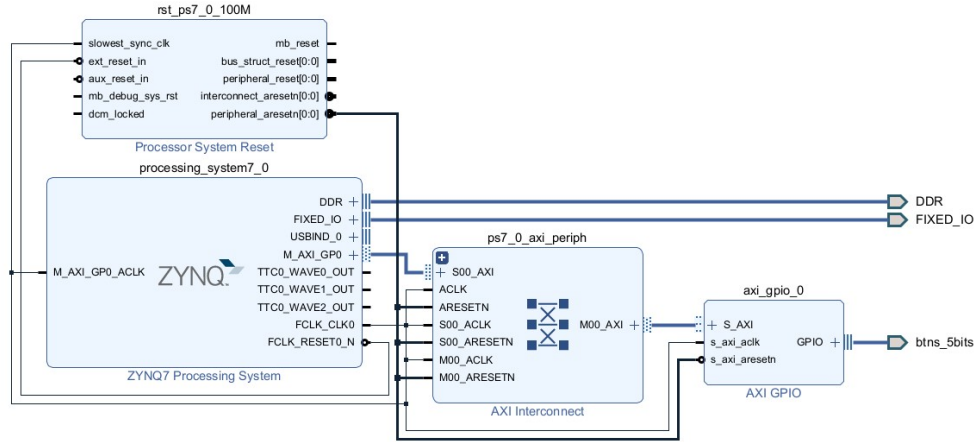 rst_ps7_0_100M
slowest_sync_clk
ext_reset_in
aux_reset_in
mb_debug_sys_rst
dcm_locked
mb_reset
bus_struct_reset[0:0]
peripheral_reset[0:0]
interconnect_aresetn[0:0]
peripheral_aresetn[0:0]
Processor System Reset
processing_system7_0
M_AXI_GP0_ACLK
ZYNQ
DDR
FIXED_IO
USBIND_0
M_AXI_GP0
TTC0_WAVE0_OUT
TTC0_WAVE1_OUT
TTC0_WAVE2_OUT
FCLK_CLK0
FCLK_RESET0_N
ZYNQ7 Processing System
ps7_0_axi_periph
S00_AXI
ACLK
ARESETN
S00_ACLK
S00_ARESETN
M00_ACLK
M00_ARESETN
M00_AXI
AXI Interconnect
axi_gpio_0
S_AXI
s_axi_aclk
s_axi_aresetn
GPIO
AXI GPIO
DDR
FIXED_IO
btns_5bits